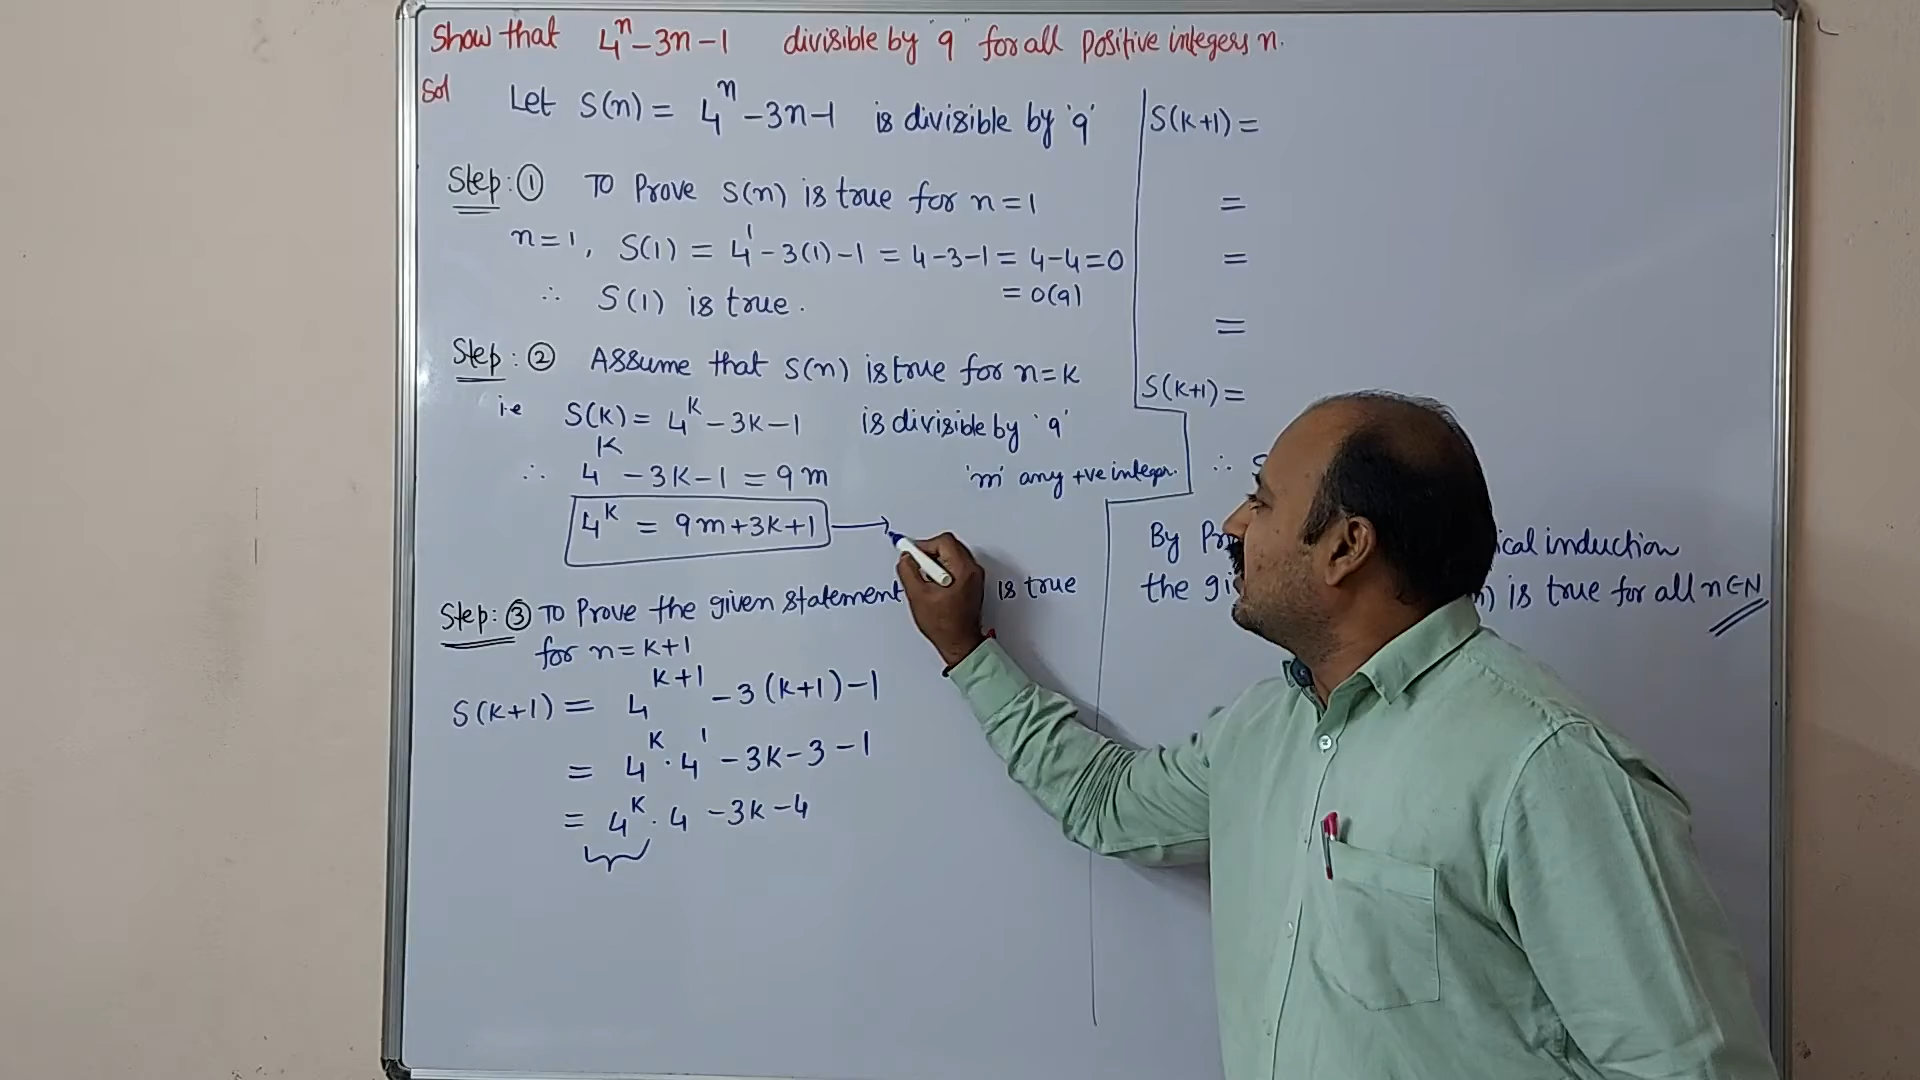 Show that 4ⁿ-3n-1 divisible by "9" for all positive integers n.
Sol
Let S(n) = 4ⁿ-3n-1 is divisible by '9'
Step: ① To Prove S(n) is true for n=1
n=1, S(1) = 4¹-3(1)-1 = 4-3-1 = 4-4=0
= 0(9)
∴ S(1) is true.
Step: ② Assume that S(n) is true for n=k
i.e S(k) = 4ᵏ-3k-1 is divisible by '9'
∴ 4ᵏ-3k-1 = 9m 'm' any +ve integer.
4ᵏ = 9m+3k+1 →
Step: ③ To Prove the given statement is true
for n=k+1
S(k+1) = 4ᵏ⁺¹-3(k+1)-1
= 4ᵏ·4¹-3k-3-1
= 4ᵏ·4-3k-4
S(k+1) =
=
=
=
S(k+1) =
∴ S
By induction
the is true for all n∈N